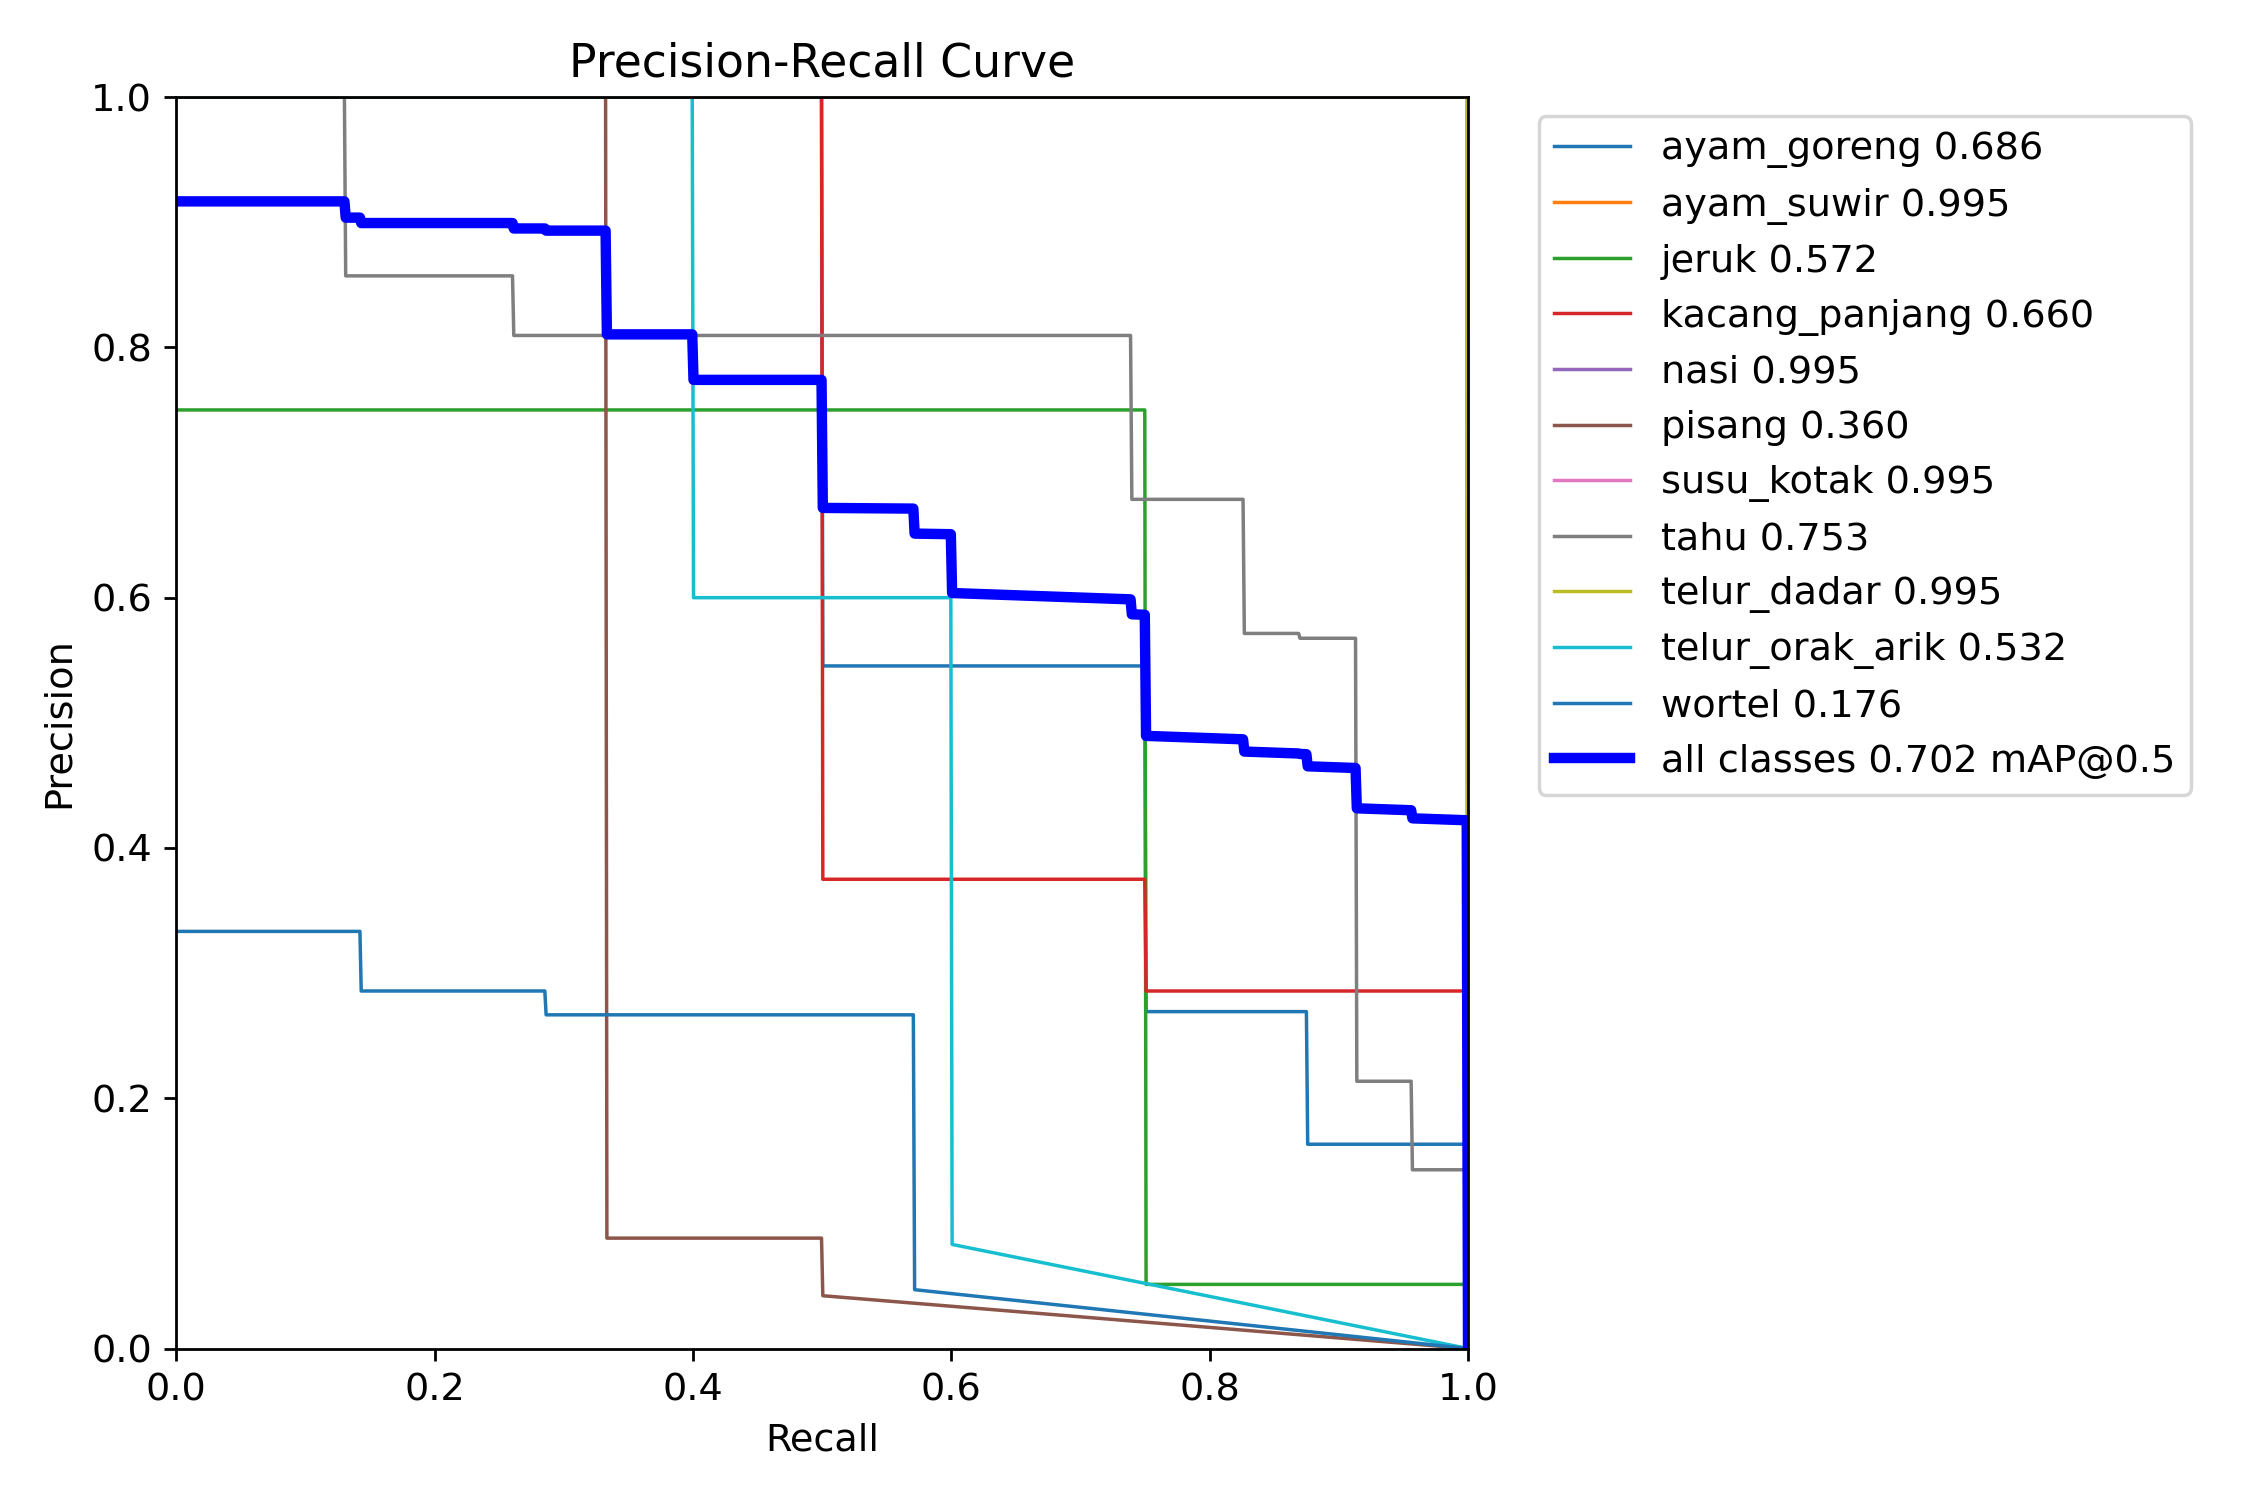 Precision-Recall Curve
1.0
0.8
0.6
0.4
0.2
0.0
Precision
0.0 0.2 0.4 0.6 0.8 1.0
Recall
ayam_goreng 0.686
ayam_suwir 0.995
jeruk 0.572
kacang_panjang 0.660
nasi 0.995
pisang 0.360
susu_kotak 0.995
tahu 0.753
telur_dadar 0.995
telur_orak_arik 0.532
wortel 0.176
all classes 0.702 mAP@0.5